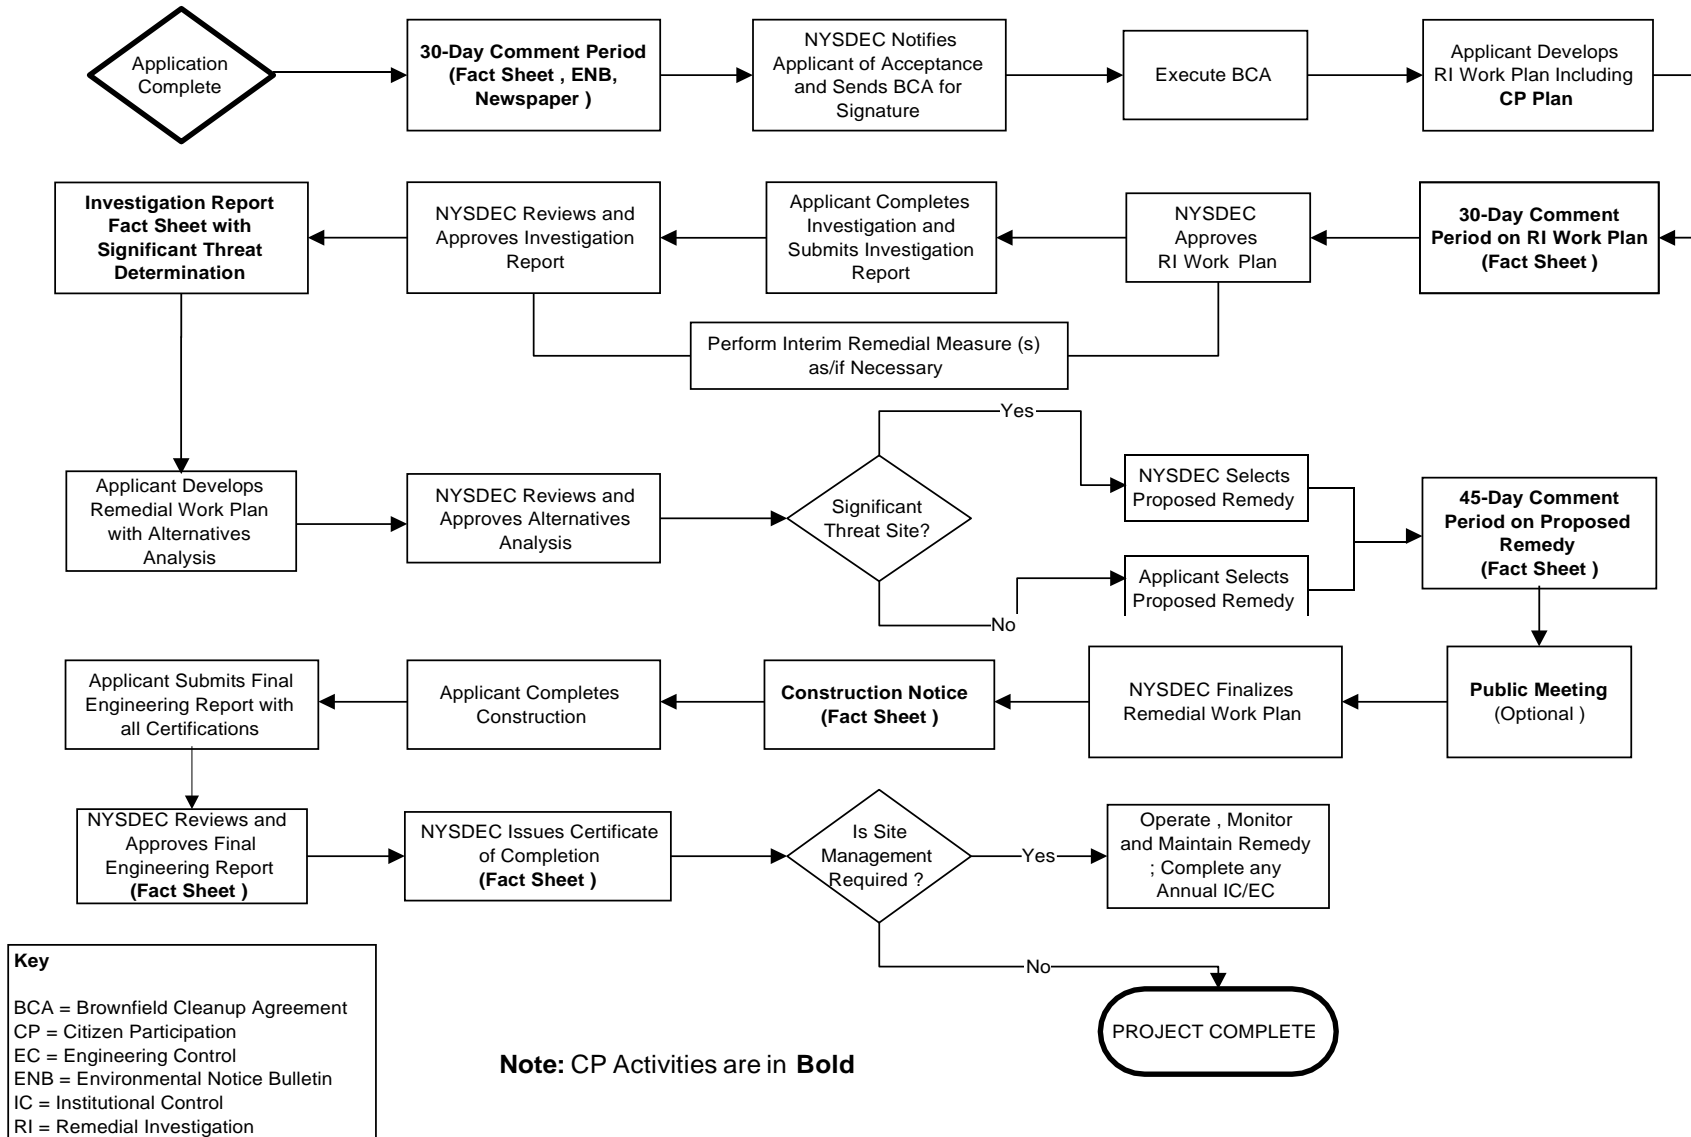 Application
Complete
30-Day Comment Period
(Fact Sheet , ENB,
Newspaper )
NYSDEC Notifies
Applicant of Acceptance
and Sends BCA for
Signature
Execute BCA
Applicant Develops
RI Work Plan Including
CP Plan
30-Day Comment
Period on RI Work Plan
(Fact Sheet )
NYSDEC
Approves
RI Work Plan
Applicant Completes
Investigation and
Submits Investigation
Report
NYSDEC Reviews and
Approves Investigation
Report
Investigation Report
Fact Sheet with
Significant Threat
Determination
Perform Interim Remedial Measure (s)
as/if Necessary
Applicant Develops
Remedial Work Plan
with Alternatives
Analysis
NYSDEC Reviews and
Approves Alternatives
Analysis
Significant
Threat Site?
Yes
NYSDEC Selects
Proposed Remedy
No
Applicant Selects
Proposed Remedy
45-Day Comment
Period on Proposed
Remedy
(Fact Sheet )
Public Meeting
(Optional )
NYSDEC Finalizes
Remedial Work Plan
Construction Notice
(Fact Sheet )
Applicant Completes
Construction
Applicant Submits Final
Engineering Report with
all Certifications
NYSDEC Reviews and
Approves Final
Engineering Report
(Fact Sheet )
NYSDEC Issues Certificate
of Completion
(Fact Sheet )
Is Site
Management
Required ?
Yes
Operate , Monitor
and Maintain Remedy
; Complete any
Annual IC/EC
No
PROJECT COMPLETE
Key
BCA = Brownfield Cleanup Agreement
CP = Citizen Participation
EC = Engineering Control
ENB = Environmental Notice Bulletin
IC = Institutional Control
RI = Remedial Investigation
Note: CP Activities are in Bold